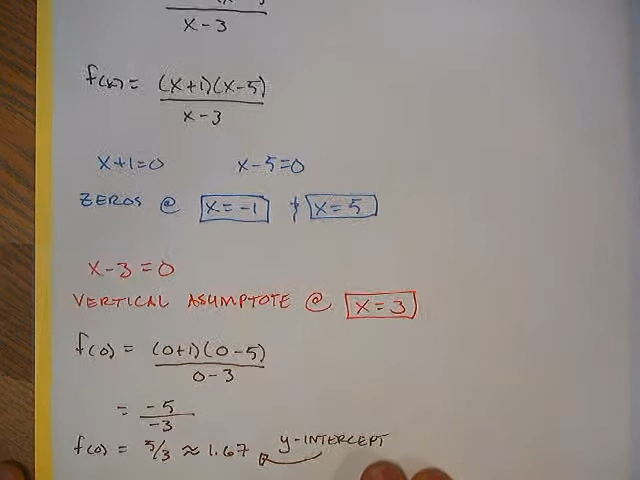 x-3
f(x) = (x+1)(x-5)
x-3
x+1=0 x-5=0
ZEROS @ x=-1 & x=5
x-3=0
VERTICAL ASUMPTOTE @ x=3
f(0) = (0+1)(0-5)
0-3
= -5
-3
f(0) = 5/3 ≈ 1.67 y-INTERCEPT